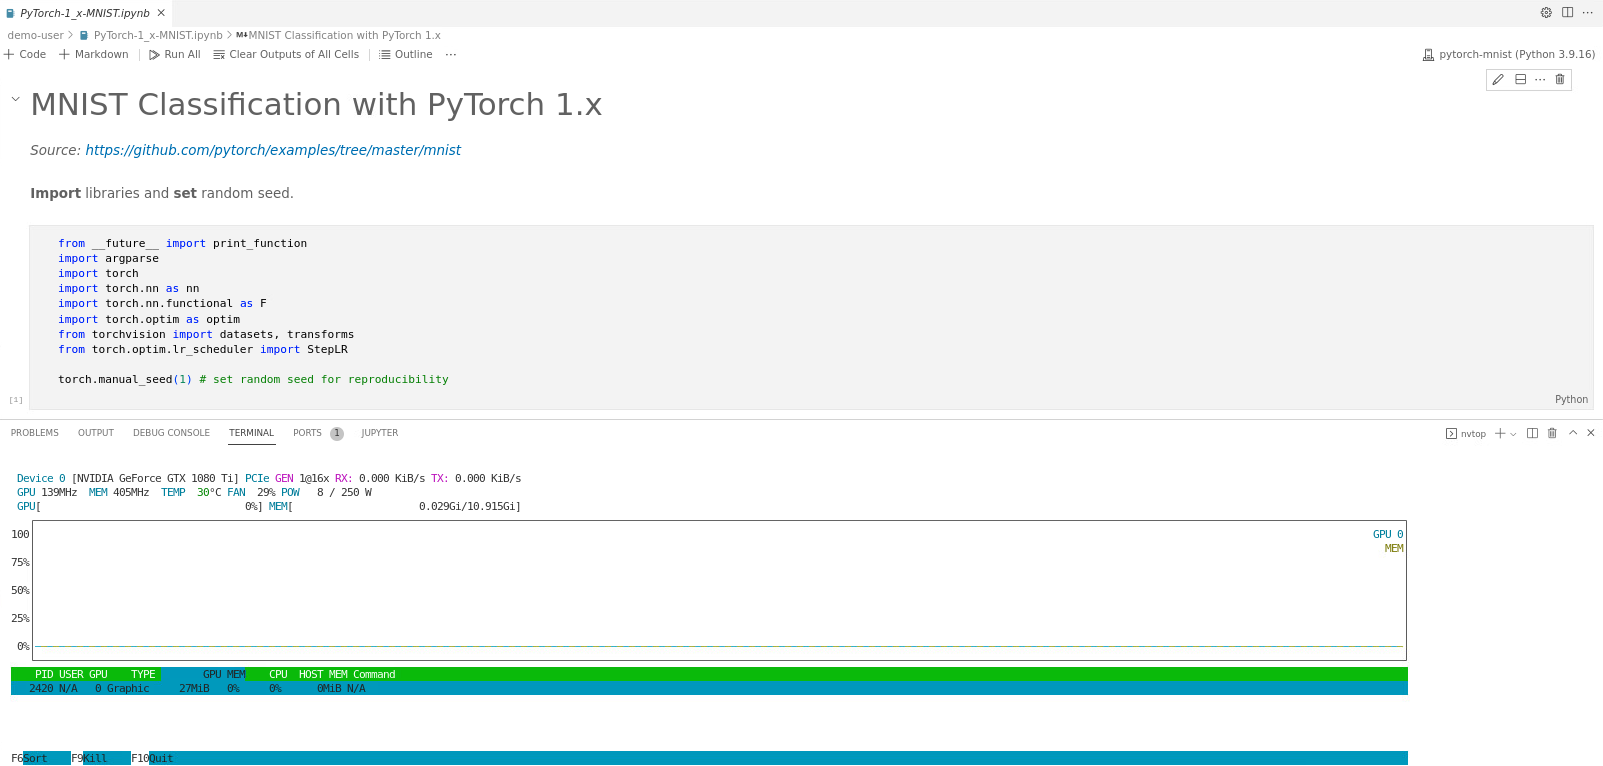 PyTorch-1_x-MNIST.ipynb
demo-user > PyTorch-1_x-MNIST.ipynb > M↓MNIST Classification with PyTorch 1.x
Code Markdown Run All Clear Outputs of All Cells Outline ··· pytorch-mnist (Python 3.9.16)
MNIST Classification with PyTorch 1.x
Source: https://github.com/pytorch/examples/tree/master/mnist
Import libraries and set random seed.
from __future__ import print_function
import argparse
import torch
import torch.nn as nn
import torch.nn.functional as F
import torch.optim as optim
from torchvision import datasets, transforms
from torch.optim.lr_scheduler import StepLR
torch.manual_seed(1) # set random seed for reproducibility
[1] Python
PROBLEMS OUTPUT DEBUG CONSOLE TERMINAL PORTS 1 JUPYTER nvtop
Device 0 [NVIDIA GeForce GTX 1080 Ti] PCIe GEN 1@16x RX: 0.000 KiB/s TX: 0.000 KiB/s
GPU 139MHz MEM 405MHz TEMP 30°C FAN 29% POW 8 / 250 W
GPU[ 0%] MEM[ 0.029Gi/10.915Gi]
100 GPU 0
MEM
75%
50%
25%
0%
PID USER GPU TYPE GPU MEM CPU HOST MEM Command
2420 N/A 0 Graphic 27MiB 0% 0% 0MiB N/A
F6Sort F9Kill F10Quit